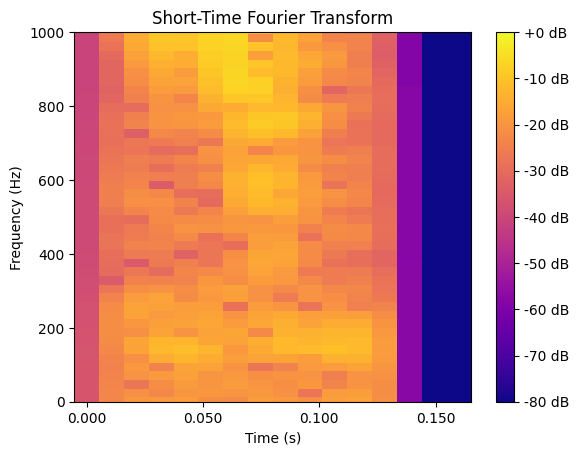 Short-Time Fourier Transform
1000
800
600
400
200
0
Frequency (Hz)
0.000
0.050
0.100
0.150
Time (s)
+0 dB
-10 dB
-20 dB
-30 dB
-40 dB
-50 dB
-60 dB
-70 dB
-80 dB